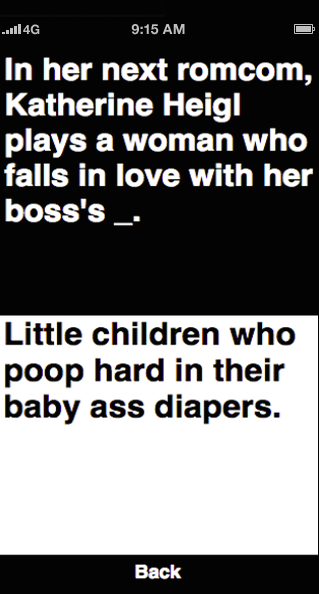 4G 9:15 AM
In her next romcom,
Katherine Heigl
plays a woman who
falls in love with her
boss's _.
Little children who
poop hard in their
baby ass diapers.
Back